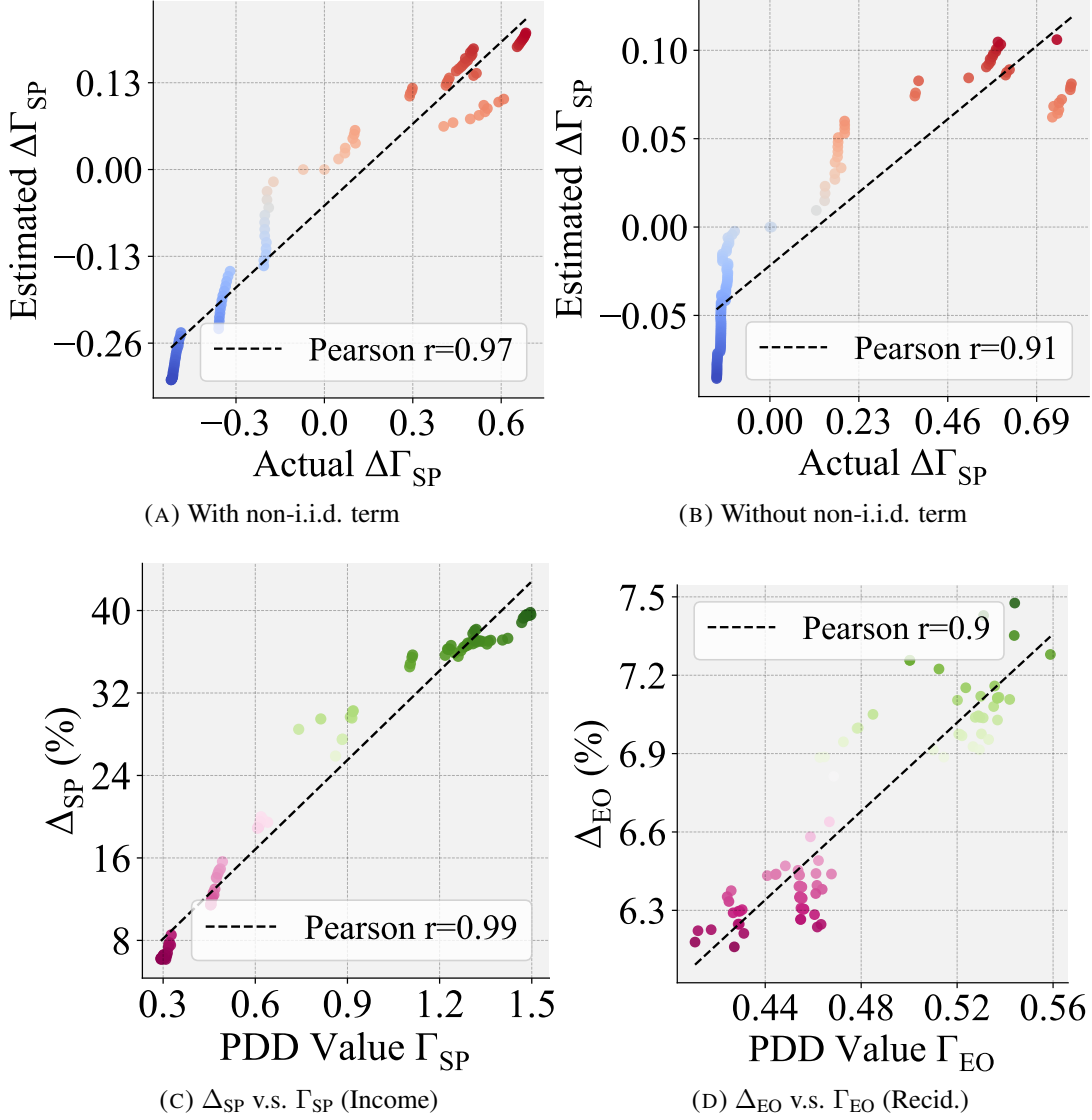 0.13
0.00
−0.13
−0.26
Estimated ΔΓSP
Pearson r=0.97
−0.3 0.0 0.3 0.6
Actual ΔΓSP
(A) With non-i.i.d. term
0.10
0.05
0.00
−0.05
Estimated ΔΓSP
Pearson r=0.91
0.00 0.23 0.46 0.69
Actual ΔΓSP
(B) Without non-i.i.d. term
40
32
24
16
8
ΔSP (%)
Pearson r=0.99
0.3 0.6 0.9 1.2 1.5
PDD Value ΓSP
(C) ΔSP v.s. ΓSP (Income)
7.5
7.2
6.9
6.6
6.3
ΔEO (%)
Pearson r=0.9
0.44 0.48 0.52 0.56
PDD Value ΓEO
(D) ΔEO v.s. ΓEO (Recid.)